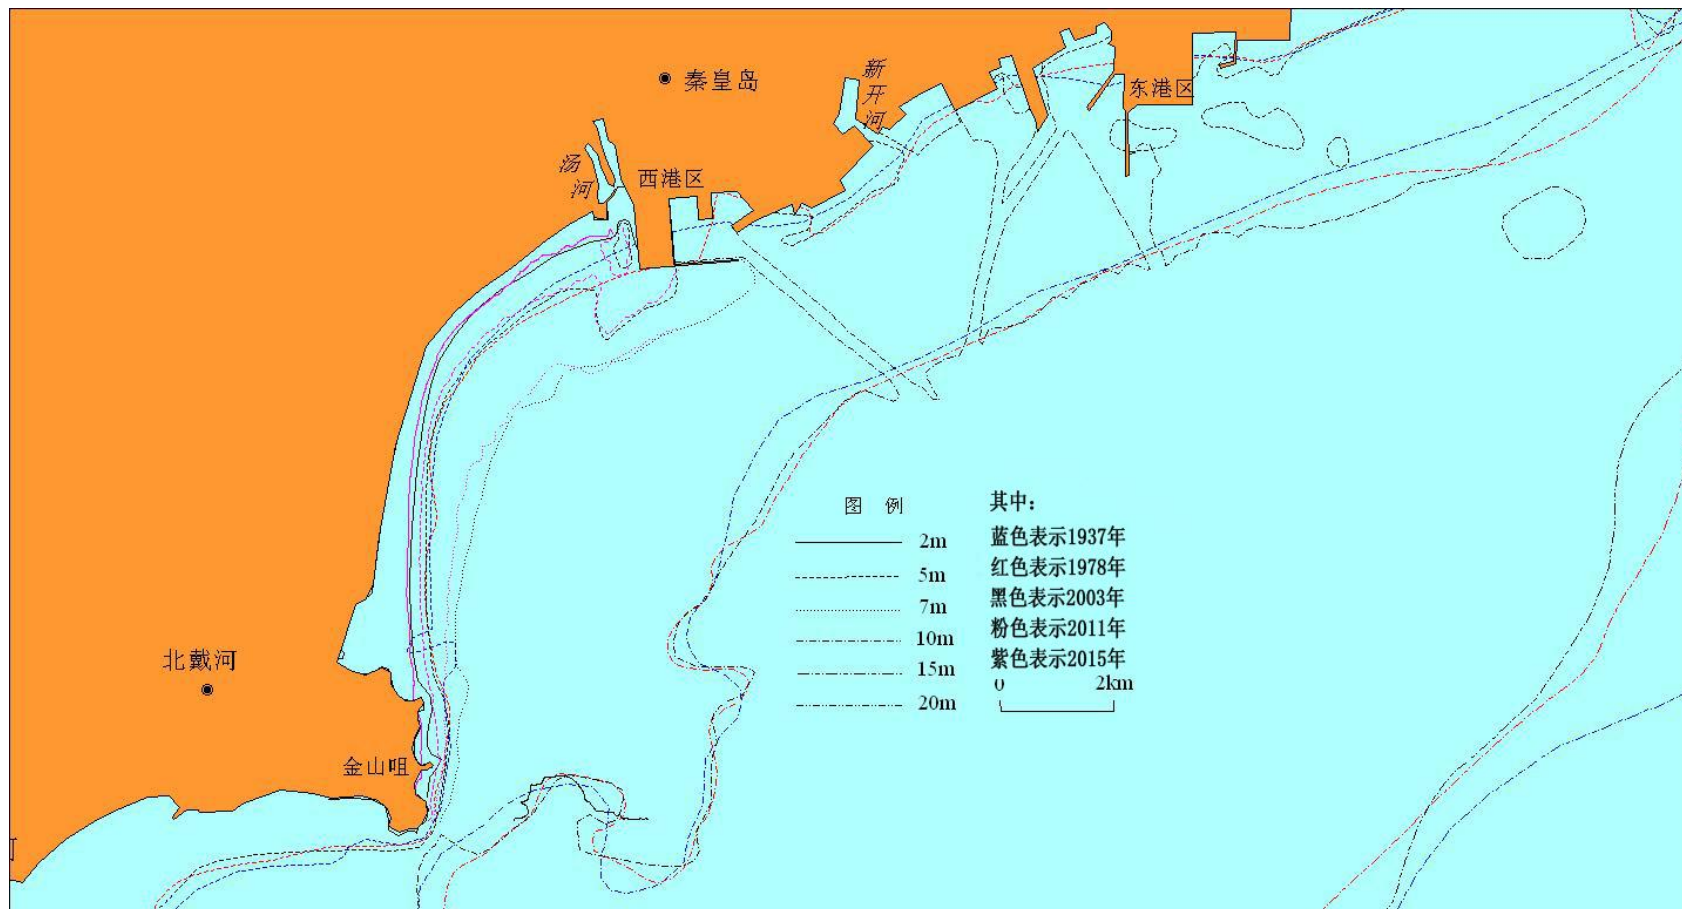 秦皇岛
新开河
东港区
汤河
西港区
图 例
2m
5m
7m
10m
15m
20m
其中：
蓝色表示1937年
红色表示1978年
黑色表示2003年
粉色表示2011年
紫色表示2015年
0 2km
北戴河
金山咀